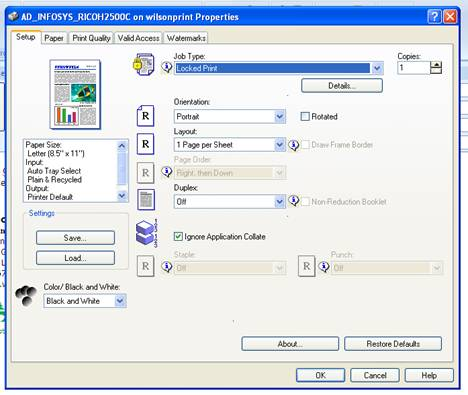 AD_INFOSYS_RICOH2500C on wilsonprint Properties
Setup Paper Print Quality Valid Access Watermarks
Job Type:
Locked Print
Copies:
1
Details...
Orientation:
Portrait
Rotated
Layout:
1 Page per Sheet
Draw Frame Border
Page Order:
Right, then Down
Duplex:
Off
Non-Reduction Booklet
Ignore Application Collate
Staple:
Off
Punch:
Off
Paper Size:
Letter (8.5" x 11")
Input:
Auto Tray Select
Plain & Recycled
Output:
Printer Default
Settings
Save...
Load...
Color/ Black and White:
Black and White
About...
Restore Defaults
OK
Cancel
Help